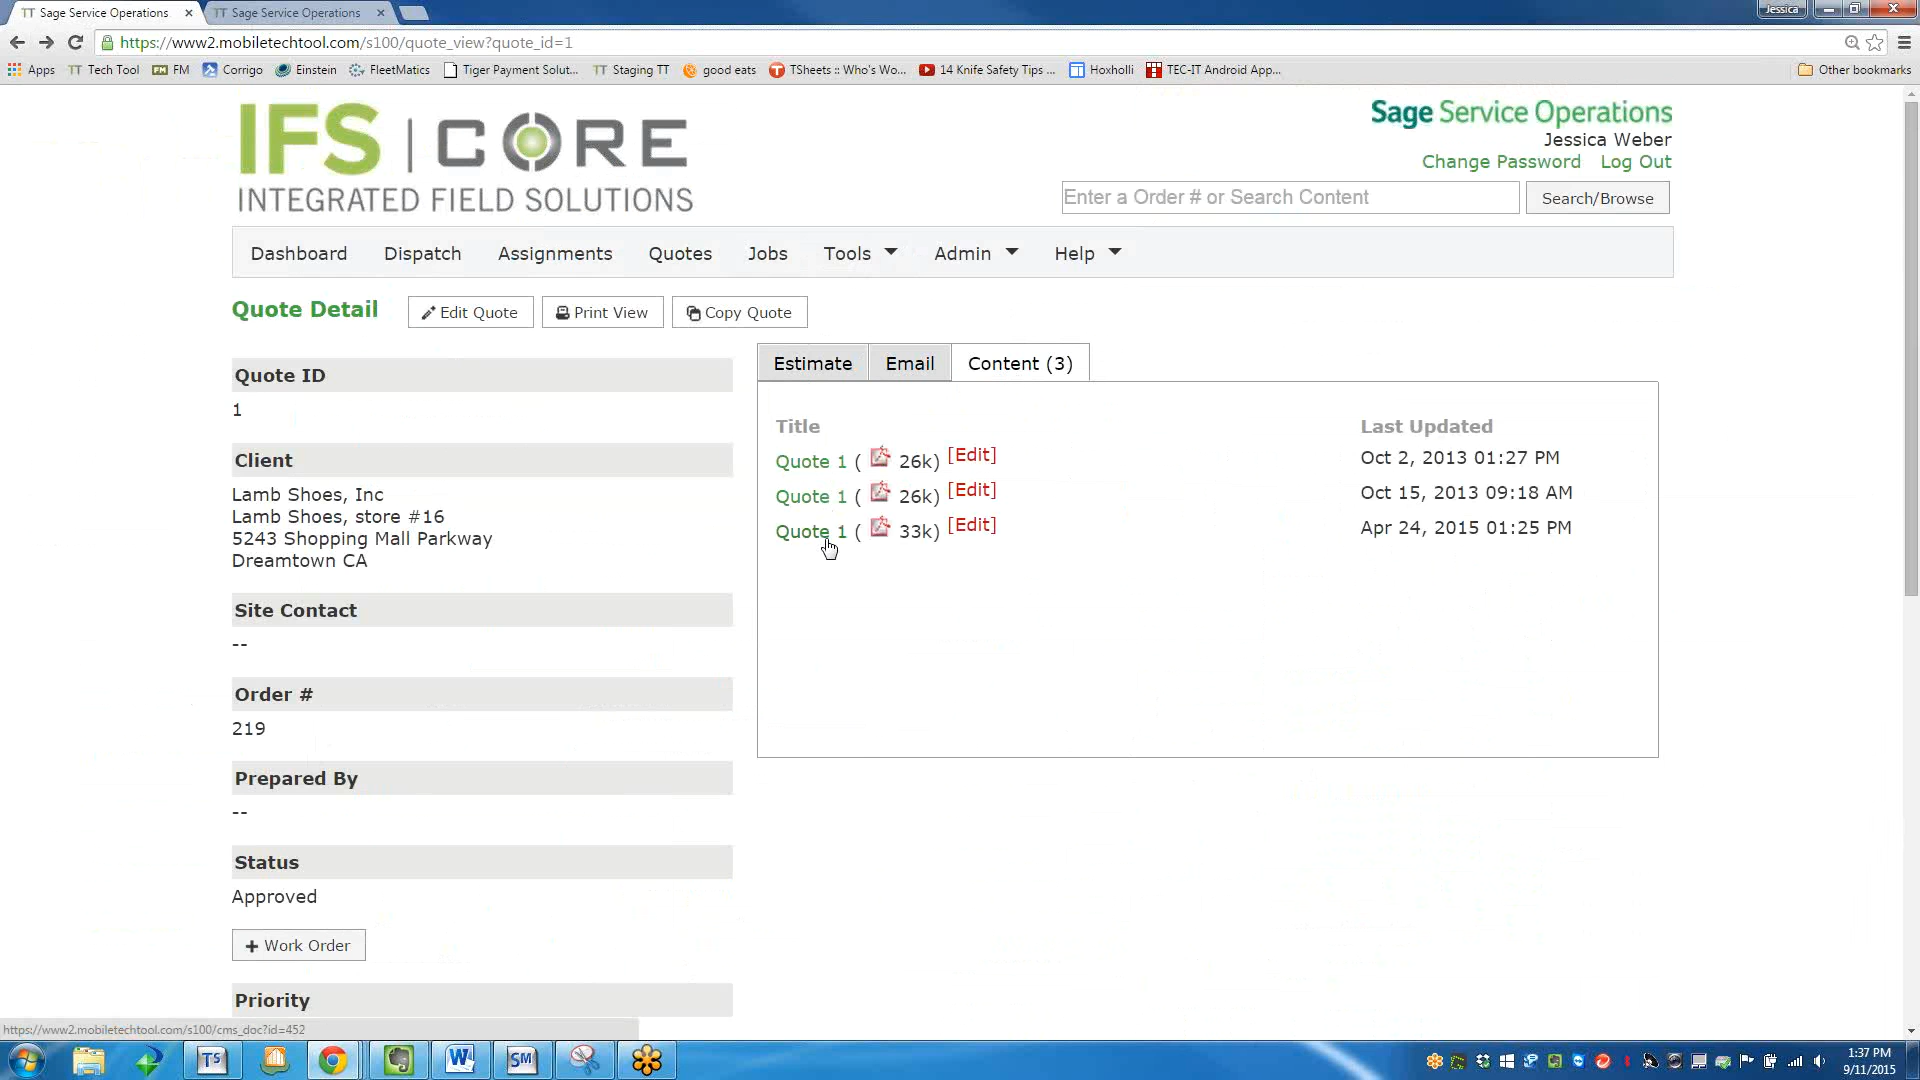 TT Sage Service Operations
TT Sage Service Operations
Jessica
https://www2.mobiletechtool.com/s100/quote_view?quote_id=1
Apps
TT Tech Tool
FM FM
Corrigo
Einstein
FleetMatics
Tiger Payment Solut...
TT Staging TT
good eats
TSheets :: Who's Wo...
14 Knife Safety Tips ...
Hoxholli
TEC-IT Android App...
Other bookmarks
IFS | CORE
INTEGRATED FIELD SOLUTIONS
Sage Service Operations
Jessica Weber
Change Password Log Out
Enter a Order # or Search Content
Search/Browse
Dashboard Dispatch Assignments Quotes Jobs Tools Admin Help
Quote Detail
Edit Quote
Print View
Copy Quote
Quote ID
1
Client
Lamb Shoes, Inc
Lamb Shoes, store #16
5243 Shopping Mall Parkway
Dreamtown CA
Site Contact
--
Order #
219
Prepared By
--
Status
Approved
+ Work Order
Priority
Estimate
Email
Content (3)
Title Last Updated
Quote 1 ( 26k) [Edit] Oct 2, 2013 01:27 PM
Quote 1 ( 26k) [Edit] Oct 15, 2013 09:18 AM
Quote 1 ( 33k) [Edit] Apr 24, 2015 01:25 PM
https://www2.mobiletechtool.com/s100/cms_doc?id=452
TS
W
SM
1:37 PM
9/11/2015